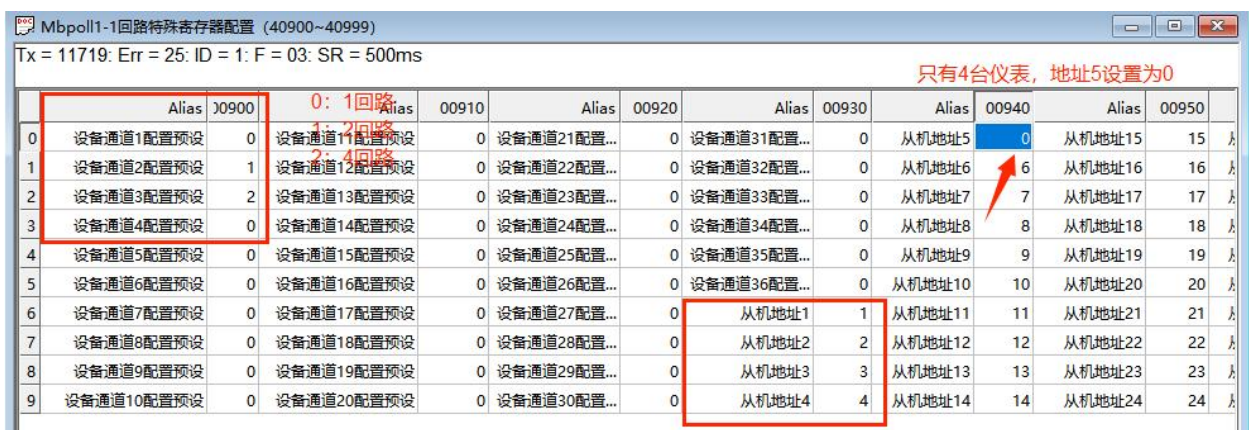 Mbpoll1-1回路特殊寄存器配置（40900~40999）
Tx = 11719: Err = 25: ID = 1: F = 03: SR = 500ms
只有4台仪表，地址5设置为0
Alias 00900 Alias 00910 Alias 00920 Alias 00930 Alias 00940 Alias 00950
0：1回路
1：2回路
2：4回路
0 设备通道1配置预设 0 设备通道11配置预设 0 设备通道21配置... 0 设备通道31配置... 0 从机地址5 0 从机地址15 15
1 设备通道2配置预设 1 设备通道12配置预设 0 设备通道22配置... 0 设备通道32配置... 0 从机地址6 6 从机地址16 16
2 设备通道3配置预设 2 设备通道13配置预设 0 设备通道23配置... 0 设备通道33配置... 0 从机地址7 7 从机地址17 17
3 设备通道4配置预设 0 设备通道14配置预设 0 设备通道24配置... 0 设备通道34配置... 0 从机地址8 8 从机地址18 18
4 设备通道5配置预设 0 设备通道15配置预设 0 设备通道25配置... 0 设备通道35配置... 0 从机地址9 9 从机地址19 19
5 设备通道6配置预设 0 设备通道16配置预设 0 设备通道26配置... 0 设备通道36配置... 0 从机地址10 10 从机地址20 20
6 设备通道7配置预设 0 设备通道17配置预设 0 设备通道27配置... 0 从机地址1 1 从机地址11 11 从机地址21 21
7 设备通道8配置预设 0 设备通道18配置预设 0 设备通道28配置... 0 从机地址2 2 从机地址12 12 从机地址22 22
8 设备通道9配置预设 0 设备通道19配置预设 0 设备通道29配置... 0 从机地址3 3 从机地址13 13 从机地址23 23
9 设备通道10配置预设 0 设备通道20配置预设 0 设备通道30配置... 0 从机地址4 4 从机地址14 14 从机地址24 24